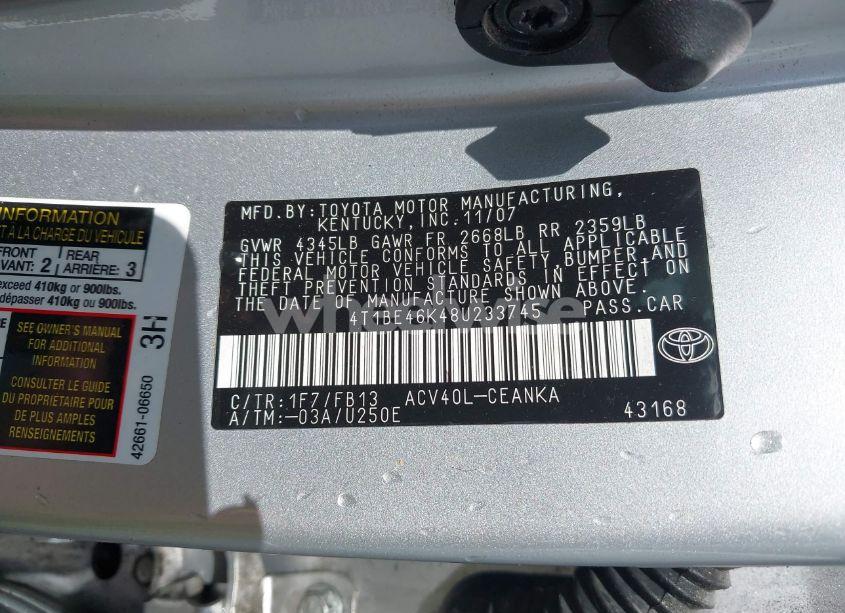 INFORMATION
T À LA CHARGE DU VÉHICULE
FRONT
VANT: 2
REAR
ARRIÈRE: 3
exceed 410kg or 900lbs.
dépasser 410kg ou 900lbs.
SEE OWNER'S MANUAL
FOR ADDITIONAL
INFORMATION
CONSULTER LE GUIDE
DU PROPRIÉTAIRE POUR
DE PLUS AMPLES
RENSEIGNEMENTS
3H
42661-06650
MFD.BY:TOYOTA MOTOR MANUFACTURING,
KENTUCKY,INC.11/07
GVWR 4345LB GAWR FR 2668LB RR 2359LB
THIS VEHICLE CONFORMS TO ALL APPLICABLE
FEDERAL MOTOR VEHICLE SAFETY,BUMPER,AND
THEFT PREVENTION STANDARDS IN EFFECT ON
THE DATE OF MANUFACTURE SHOWN ABOVE.
4T1BE46K48U233745 PASS.CAR
C/TR:1F7/FB13 ACV40L-CEANKA
A/TM:-03A/U250E 43168
wheelwise